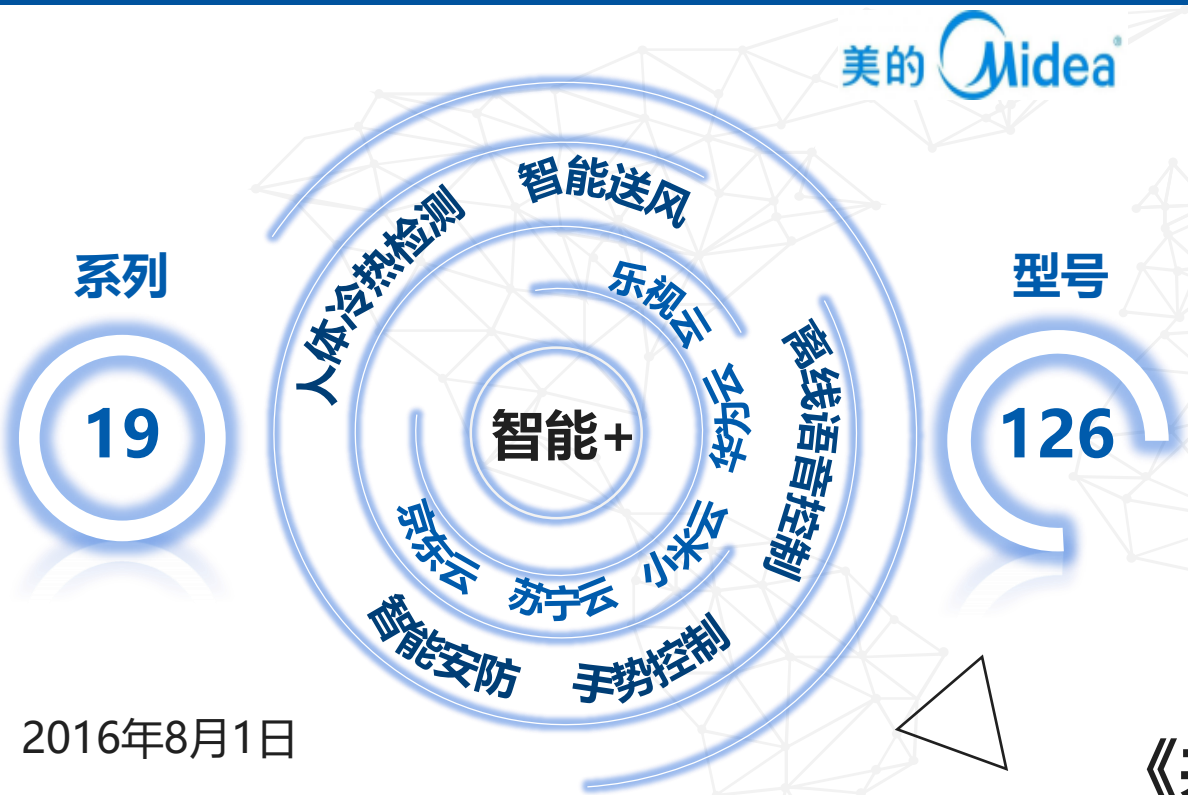 美的 Midea
智能送风
人体冷热检测
系列
19
乐视云
华为云
离线语音控制
型号
126
智能+
京东云
苏宁云
小米云
智能安防
手势控制
2016年8月1日
《